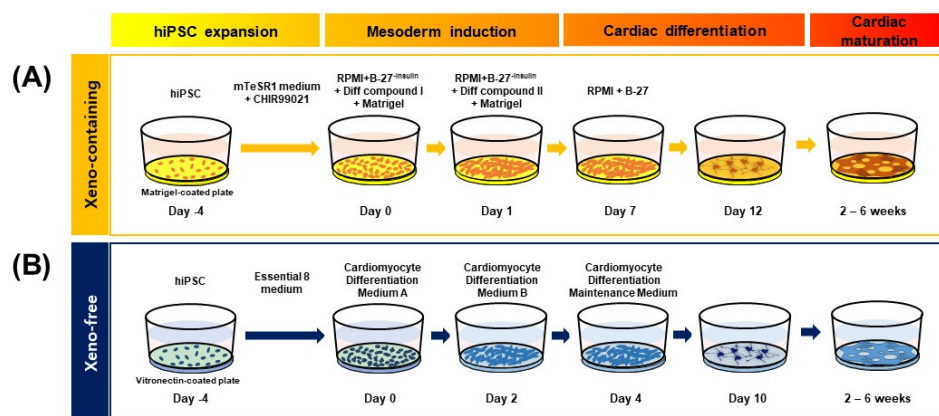 hiPSC expansion
Mesoderm induction
Cardiac differentiation
Cardiac
maturation
(A)
Xeno-containing
hiPSC
mTeSR1 medium
+ CHIR99021
RPMI+B-27-insulin
+ Diff compound I
+ Matrigel
RPMI+B-27-insulin
+ Diff compound II
+ Matrigel
RPMI + B-27
Matrigel-coated plate
Day -4
Day 0
Day 1
Day 7
Day 12
2 – 6 weeks
(B)
Xeno-free
hiPSC
Essential 8
medium
Cardiomyocyte
Differentiation
Medium A
Cardiomyocyte
Differentiation
Medium B
Cardiomyocyte
Differentiation
Maintenance Medium
Vitronectin-coated plate
Day -4
Day 0
Day 2
Day 4
Day 10
2 – 6 weeks